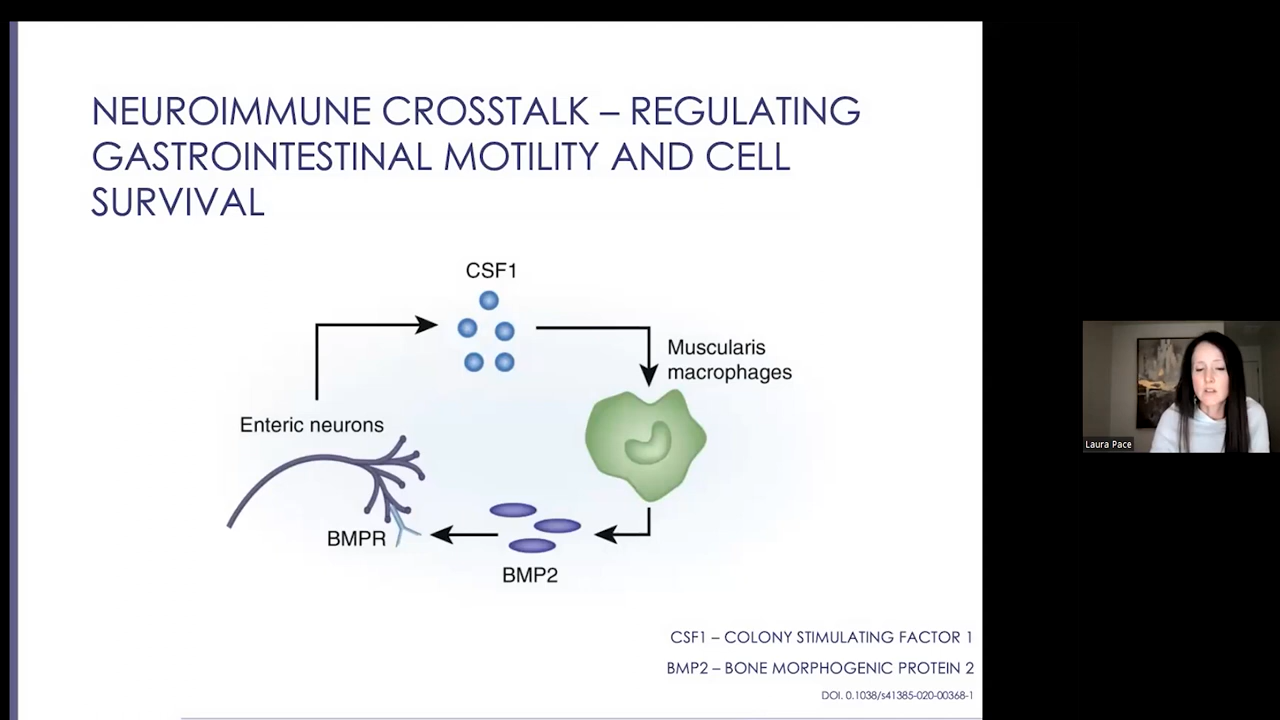 NEUROIMMUNE CROSSTALK – REGULATING
GASTROINTESTINAL MOTILITY AND CELL
SURVIVAL
CSF1
Muscularis
macrophages
Enteric neurons
BMPR
BMP2
CSF1 – COLONY STIMULATING FACTOR 1
BMP2 – BONE MORPHOGENIC PROTEIN 2
DOI. 0.1038/s41385-020-00368-1
Laura Pace